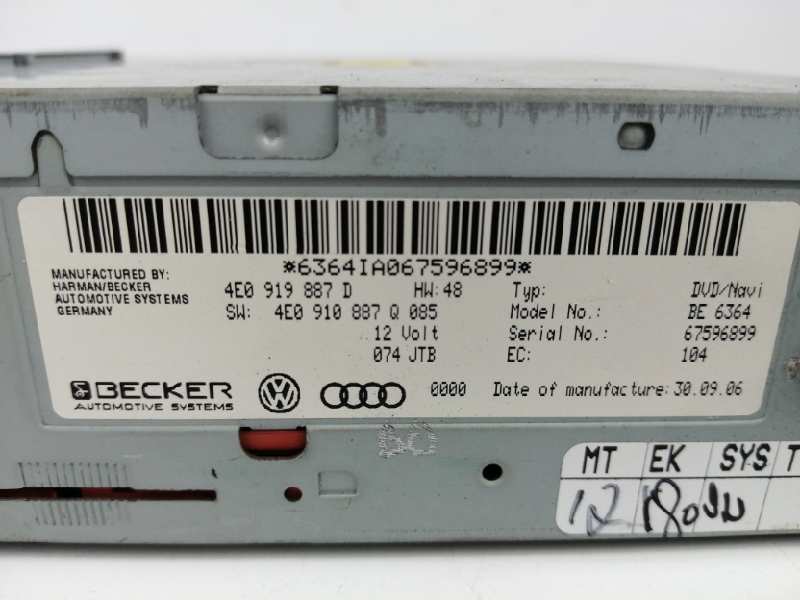 *6364IA067596899*
MANUFACTURED BY:
HARMAN/BECKER
AUTOMOTIVE SYSTEMS
GERMANY
4E0 919 887 D HW:48
SW: 4E0 910 887 Q 085
12 Volt
074 JTB
Typ: DVD/Navi
Model No.: BE 6364
Serial No.: 67596899
EC: 104
BECKER
AUTOMOTIVE SYSTEMS
0000 Date of manufacture: 30.09.06
MT EK SYS T
12